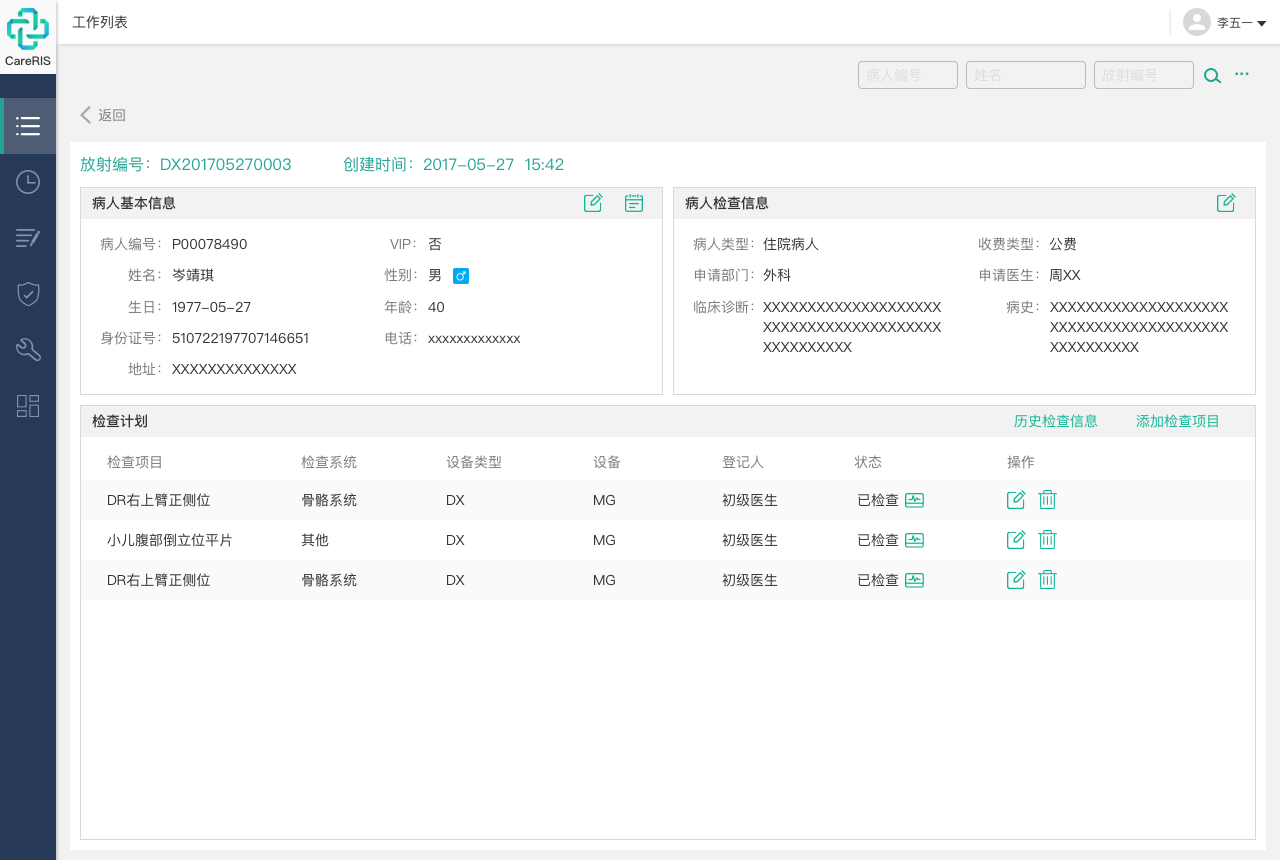 工作列表
李五一
CareRIS
病人编号 姓名 放射编号
返回
放射编号：DX201705270003 创建时间：2017-05-27 15:42
病人基本信息
病人编号：P00078490 VIP：否
姓名：岑靖琪 性别：男
生日：1977-05-27 年龄：40
身份证号：510722197707146651 电话：xxxxxxxxxxxxx
地址：XXXXXXXXXXXXXX
病人检查信息
病人类型：住院病人 收费类型：公费
申请部门：外科 申请医生：周XX
临床诊断：XXXXXXXXXXXXXXXXXXXX 病史：XXXXXXXXXXXXXXXXXXXX
XXXXXXXXXXXXXXXXXXXX XXXXXXXXXXXXXXXXXXXX
XXXXXXXXXX XXXXXXXXXX
检查计划 历史检查信息 添加检查项目
检查项目 检查系统 设备类型 设备 登记人 状态 操作
DR右上臂正侧位 骨骼系统 DX MG 初级医生 已检查
小儿腹部倒立位平片 其他 DX MG 初级医生 已检查
DR右上臂正侧位 骨骼系统 DX MG 初级医生 已检查